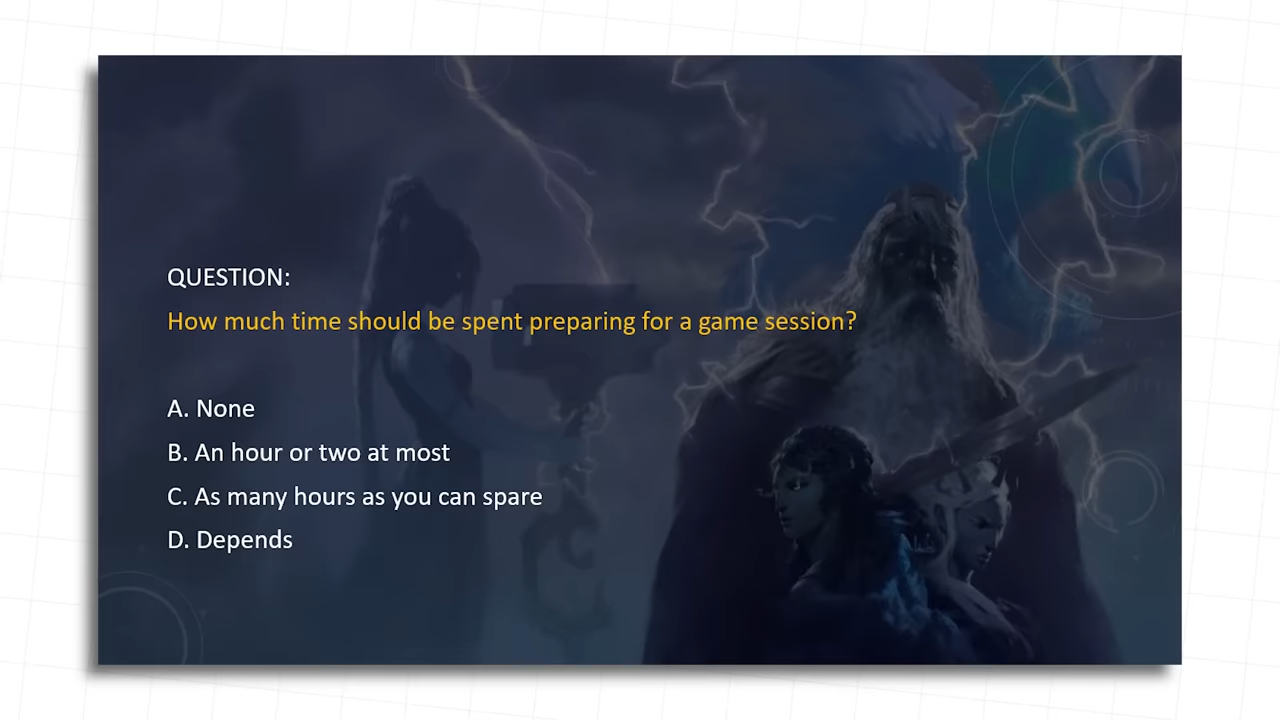 QUESTION:
How much time should be spent preparing for a game session?
A. None
B. An hour or two at most
C. As many hours as you can spare
D. Depends